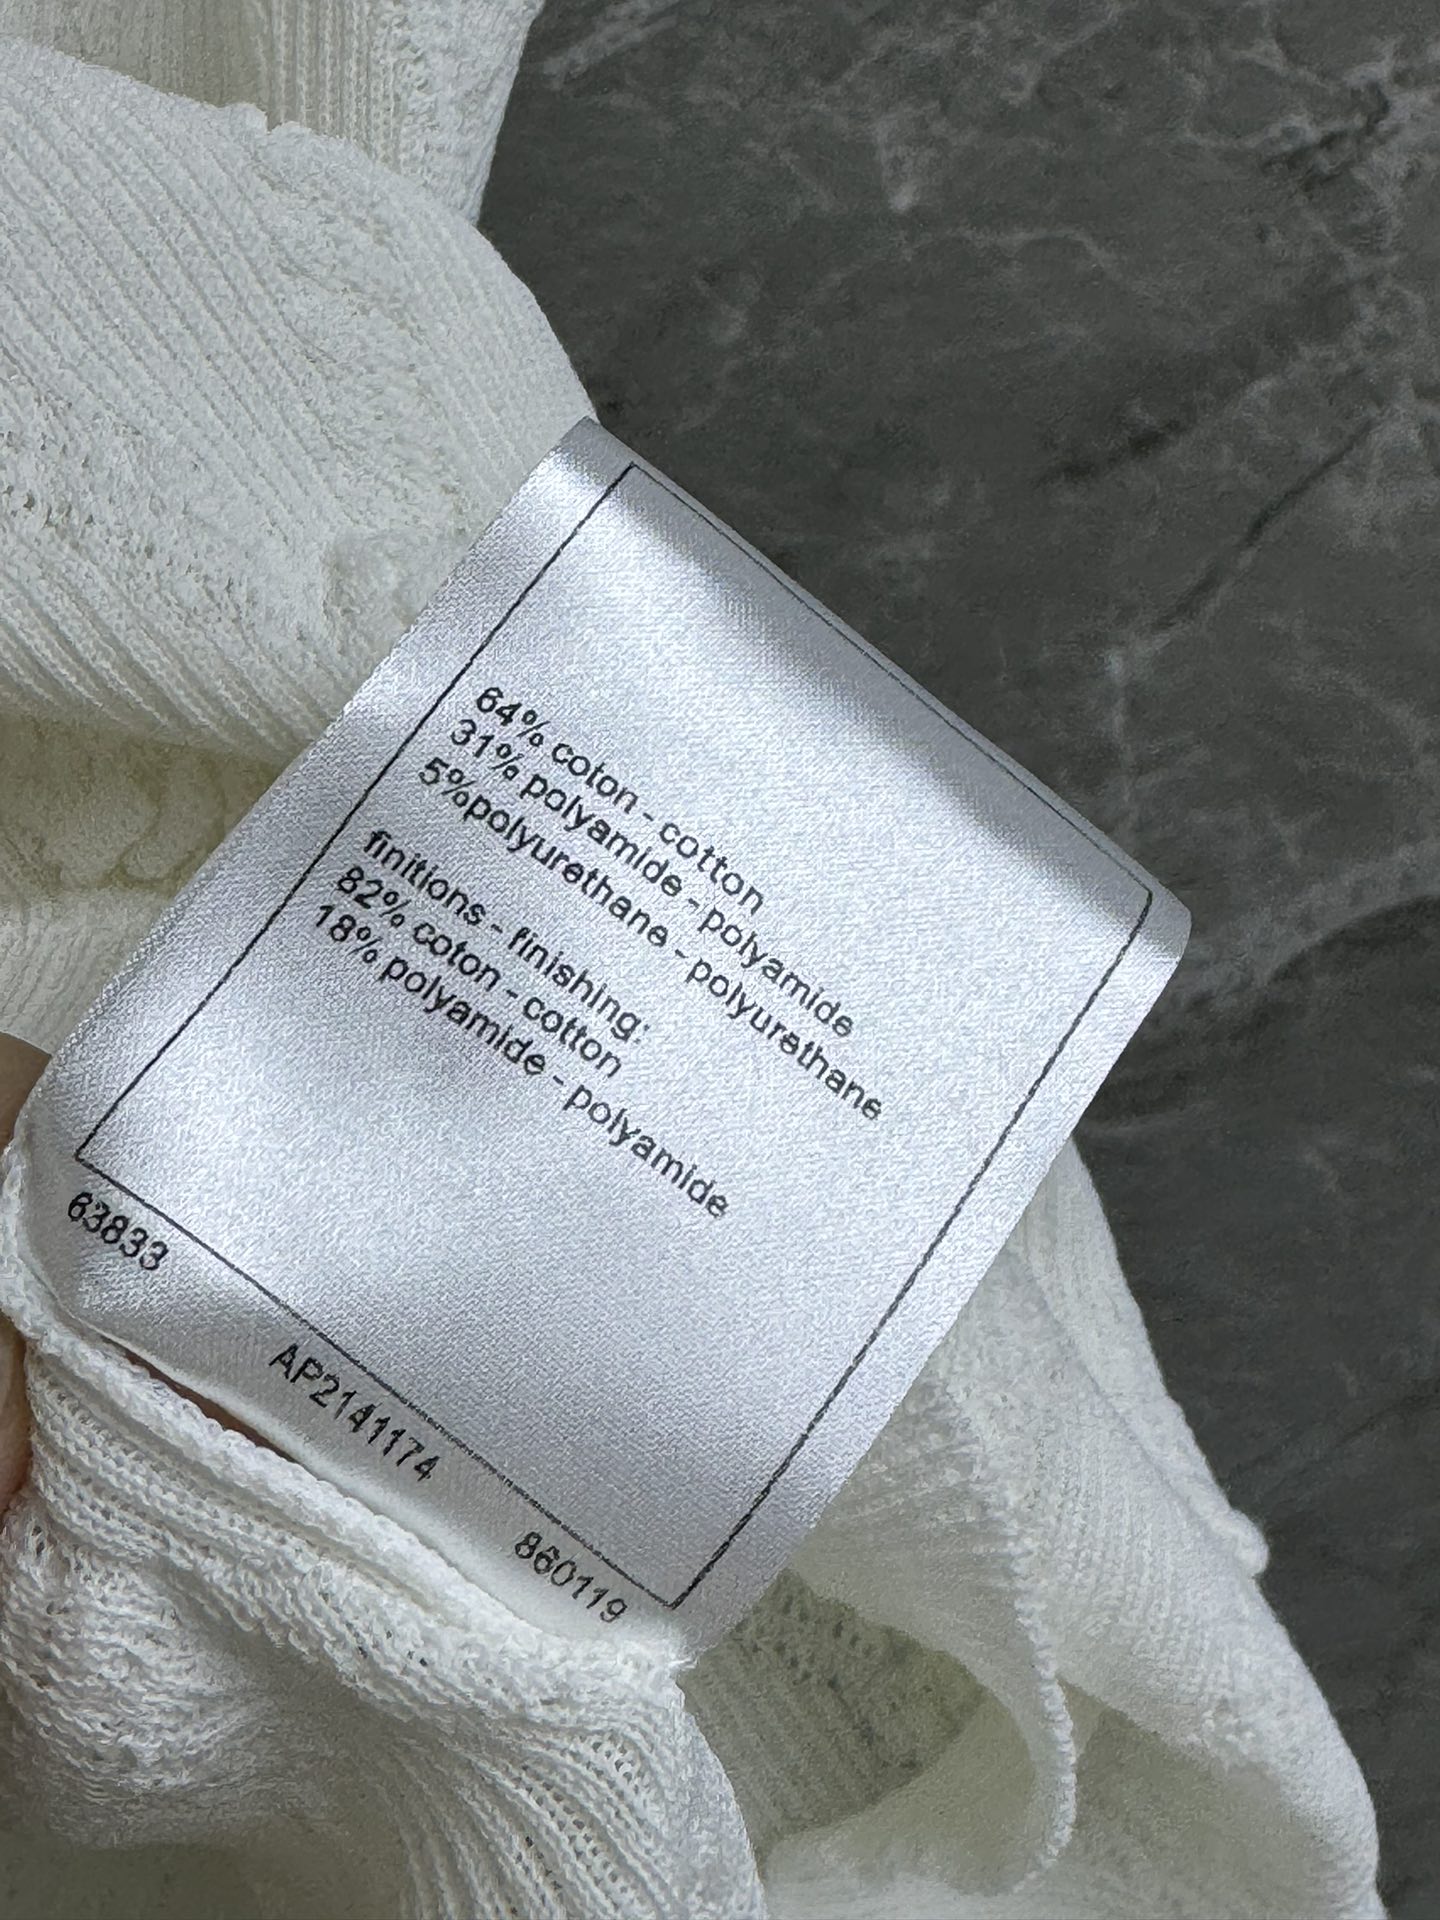 64% coton - cotton
31% polyamide - polyamide
5%polyurethane - polyurethane
finitions - finishing:
82% coton - cotton
18% polyamide - polyamide
63833
AP2141174
860119